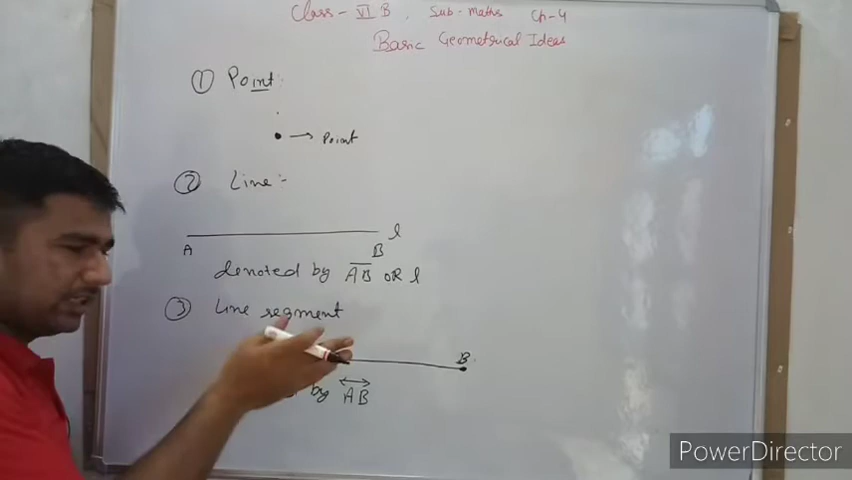 Class - VI B , Sub - Maths Ch-4
Basic Geometrical Ideas
① Point:
→ Point
② Line :-
l
A B
denoted by AB OR l
③ Line segment
B
by AB
PowerDirector